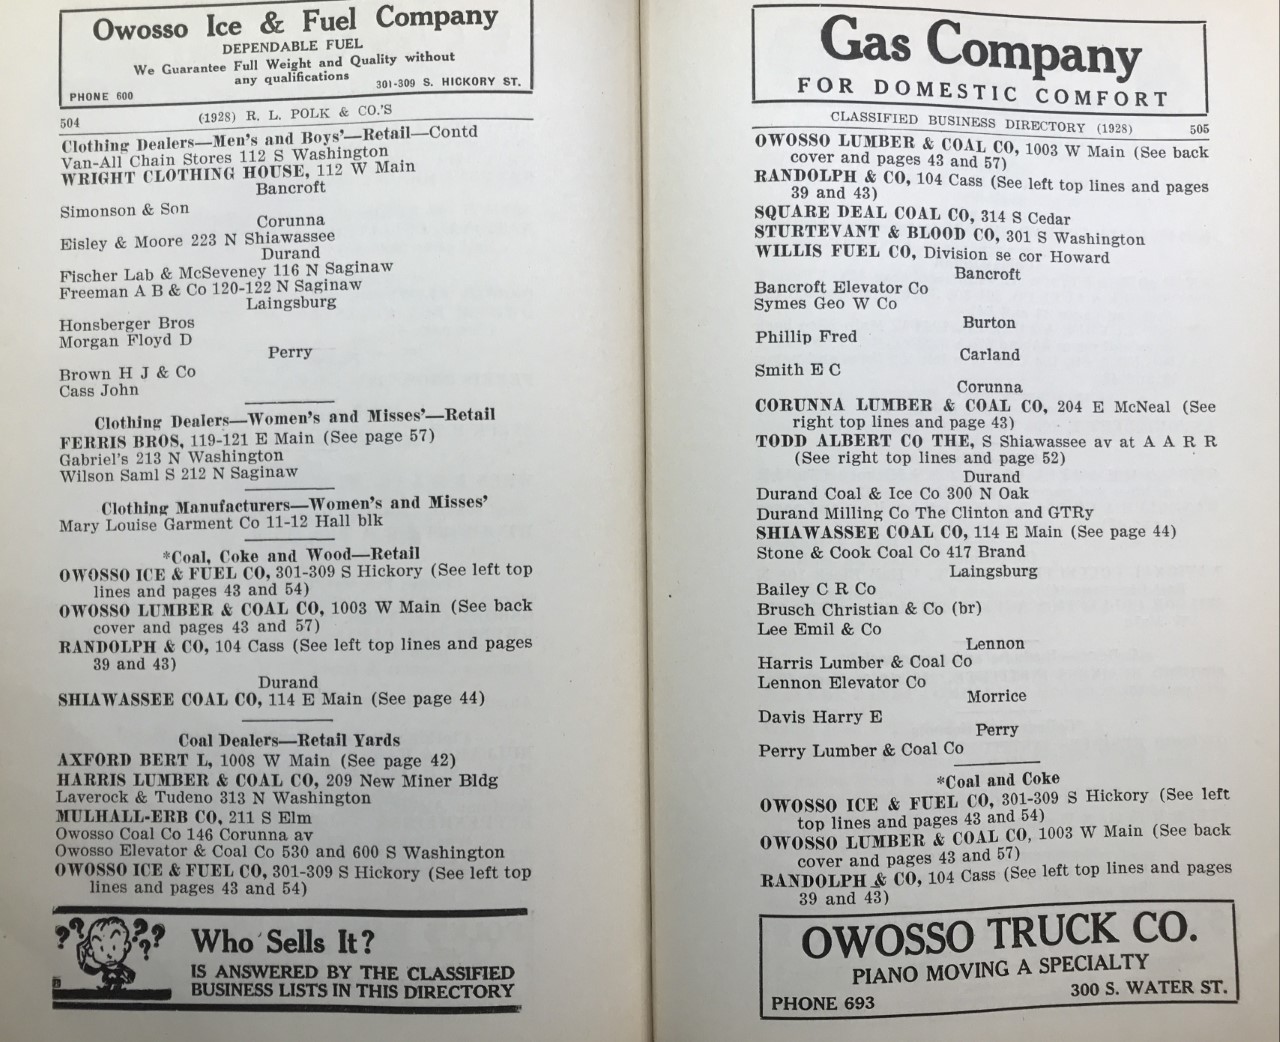 Owosso Ice & Fuel Company
DEPENDABLE FUEL
We Guarantee Full Weight and Quality without
any qualifications
PHONE 600
301-309 S. HICKORY ST.
504
(1928) R. L. POLK & CO.'S
Clothing Dealers—Men's and Boys'—Retail—Contd
Van-All Chain Stores 112 S Washington
WRIGHT CLOTHING HOUSE, 112 W Main
Bancroft
Simonson & Son
Corunna
Eisley & Moore 223 N Shiawassee
Durand
Fischer Lab & McSeveney 116 N Saginaw
Freeman A B & Co 120-122 N Saginaw
Laingsburg
Honsberger Bros
Morgan Floyd D
Perry
Brown H J & Co
Cass John
Clothing Dealers—Women's and Misses'—Retail
FERRIS BROS, 119-121 E Main (See page 57)
Gabriel's 213 N Washington
Wilson Saml S 212 N Saginaw
Clothing Manufacturers—Women's and Misses'
Mary Louise Garment Co 11-12 Hall blk
*Coal, Coke and Wood—Retail
OWOSSO ICE & FUEL CO, 301-309 S Hickory (See left top
lines and pages 43 and 54)
OWOSSO LUMBER & COAL CO, 1003 W Main (See back
cover and pages 43 and 57)
RANDOLPH & CO, 104 Cass (See left top lines and pages
39 and 43)
Durand
SHIAWASSEE COAL CO, 114 E Main (See page 44)
Coal Dealers—Retail Yards
AXFORD BERT L, 1008 W Main (See page 42)
HARRIS LUMBER & COAL CO, 209 New Miner Bldg
Laverock & Tudeno 313 N Washington
MULHALL-ERB CO, 211 S Elm
Owosso Coal Co 146 Corunna av
Owosso Elevator & Coal Co 530 and 600 S Washington
OWOSSO ICE & FUEL CO, 301-309 S Hickory (See left top
lines and pages 43 and 54)
??
???
Who Sells It?
IS ANSWERED BY THE CLASSIFIED
BUSINESS LISTS IN THIS DIRECTORY
Gas Company
FOR DOMESTIC COMFORT
CLASSIFIED BUSINESS DIRECTORY (1928)
505
OWOSSO LUMBER & COAL CO, 1003 W Main (See back
cover and pages 43 and 57)
RANDOLPH & CO, 104 Cass (See left top lines and pages
39 and 43)
SQUARE DEAL COAL CO, 314 S Cedar
STURTEVANT & BLOOD CO, 301 S Washington
WILLIS FUEL CO, Division se cor Howard
Bancroft
Bancroft Elevator Co
Symes Geo W Co
Burton
Phillip Fred
Carland
Smith E C
Corunna
CORUNNA LUMBER & COAL CO, 204 E McNeal (See
right top lines and page 43)
TODD ALBERT CO THE, S Shiawassee av at A A R R
(See right top lines and page 52)
Durand
Durand Coal & Ice Co 300 N Oak
Durand Milling Co The Clinton and GTRy
SHIAWASSEE COAL CO, 114 E Main (See page 44)
Stone & Cook Coal Co 417 Brand
Laingsburg
Bailey C R Co
Brusch Christian & Co (br)
Lee Emil & Co
Lennon
Harris Lumber & Coal Co
Lennon Elevator Co
Morrice
Davis Harry E
Perry
Perry Lumber & Coal Co
*Coal and Coke
OWOSSO ICE & FUEL CO, 301-309 S Hickory (See left
top lines and pages 43 and 54)
OWOSSO LUMBER & COAL CO, 1003 W Main (See back
cover and pages 43 and 57)
RANDOLPH & CO, 104 Cass (See left top lines and pages
39 and 43)
OWOSSO TRUCK CO.
PIANO MOVING A SPECIALTY
PHONE 693
300 S. WATER ST.